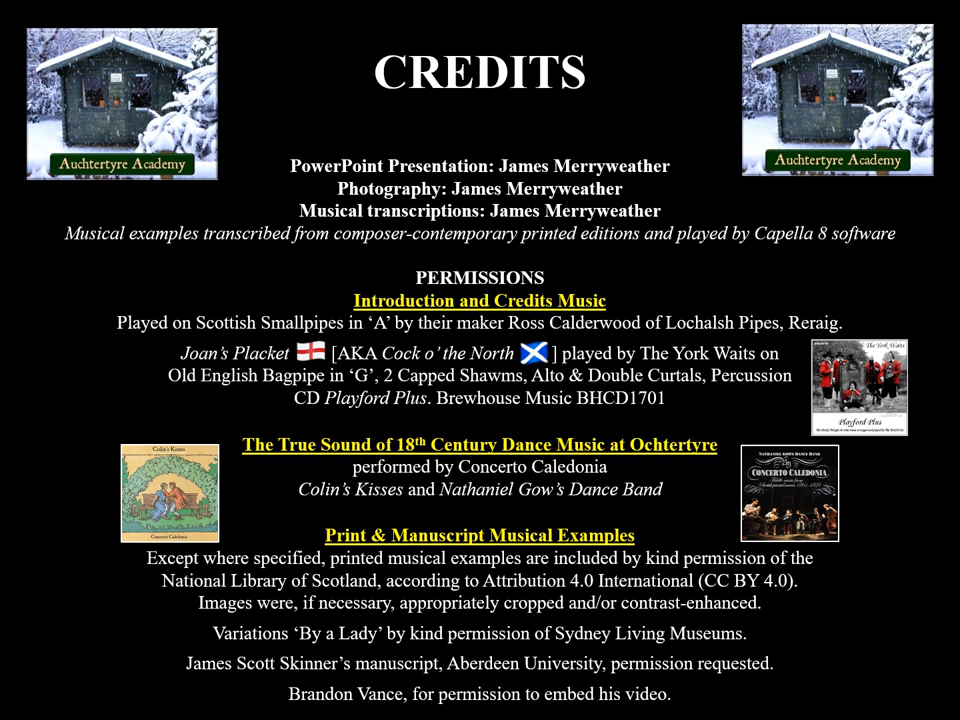 CREDITS
Auchtertyre Academy
Auchtertyre Academy
PowerPoint Presentation: James Merryweather
Photography: James Merryweather
Musical transcriptions: James Merryweather
Musical examples transcribed from composer-contemporary printed editions and played by Capella 8 software
PERMISSIONS
Introduction and Credits Music
Played on Scottish Smallpipes in ‘A’ by their maker Ross Calderwood of Lochalsh Pipes, Reraig.
Joan’s Placket [AKA Cock o’ the North ] played by The York Waits on
Old English Bagpipe in ‘G’, 2 Capped Shawms, Alto & Double Curtals, Percussion
CD Playford Plus. Brewhouse Music BHCD1701
The York Waits
Playford Plus
The True Sound of 18th Century Dance Music at Ochtertyre
performed by Concerto Caledonia
Colin’s Kisses and Nathaniel Gow’s Dance Band
Colin's Kisses
Concerto Caledonia
NATHANIEL GOW'S DANCE BAND
CONCERTO CALEDONIA
Print & Manuscript Musical Examples
Except where specified, printed musical examples are included by kind permission of the
National Library of Scotland, according to Attribution 4.0 International (CC BY 4.0).
Images were, if necessary, appropriately cropped and/or contrast-enhanced.
Variations ‘By a Lady’ by kind permission of Sydney Living Museums.
James Scott Skinner’s manuscript, Aberdeen University, permission requested.
Brandon Vance, for permission to embed his video.